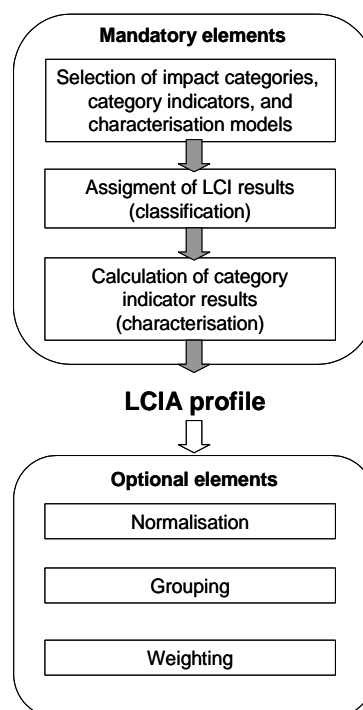 Mandatory elements
Selection of impact categories,
category indicators, and
characterisation models
Assigment of LCI results
(classification)
Calculation of category
indicator results
(characterisation)
LCIA profile
Optional elements
Normalisation
Grouping
Weighting